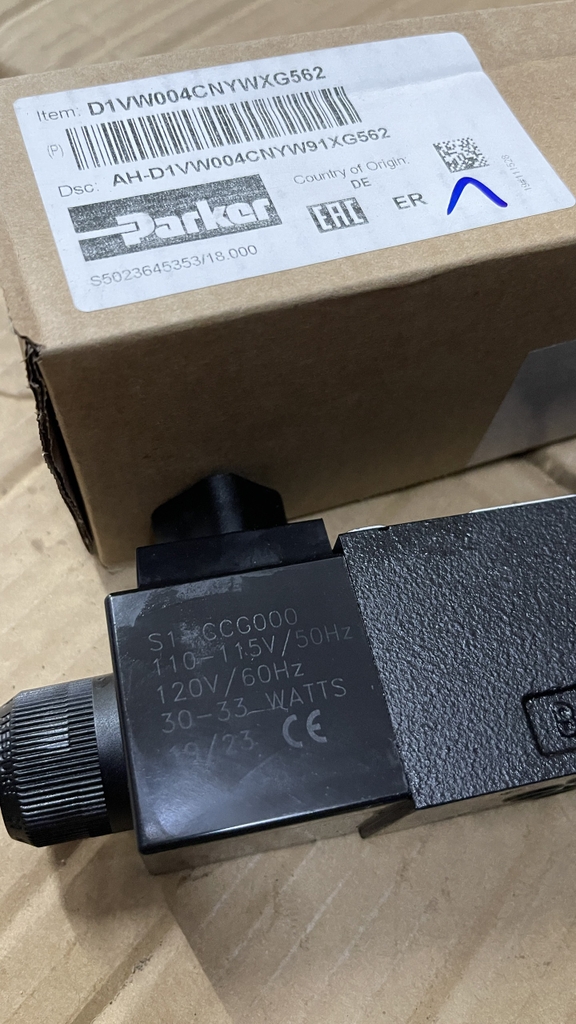 Item: D1VW004CNYWXG562
(P)
Dsc: AH-D1VW004CNYW91XG562
Parker
Country of Origin:
DE
EAC
ER
S5023645353/18.000
CCG000
110-115V/50Hz
120V/60Hz
30-33 WATTS
19/23 CE
B